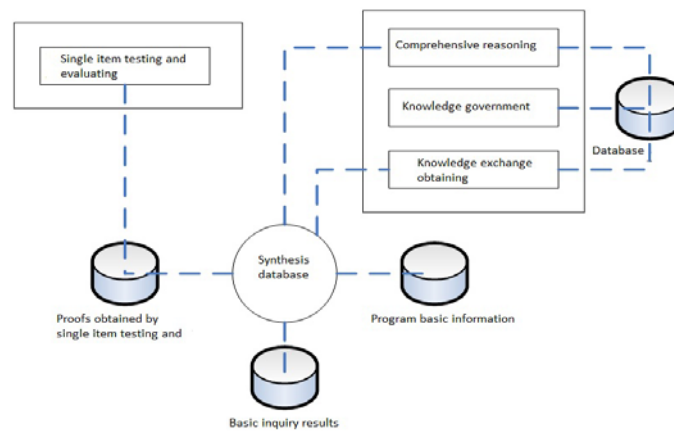 Single item testing and
evaluating
Comprehensive reasoning
Knowledge government
Knowledge exchange
obtaining
Database
Synthesis
database
Proofs obtained by
single item testing and
Program basic information
Basic inquiry results